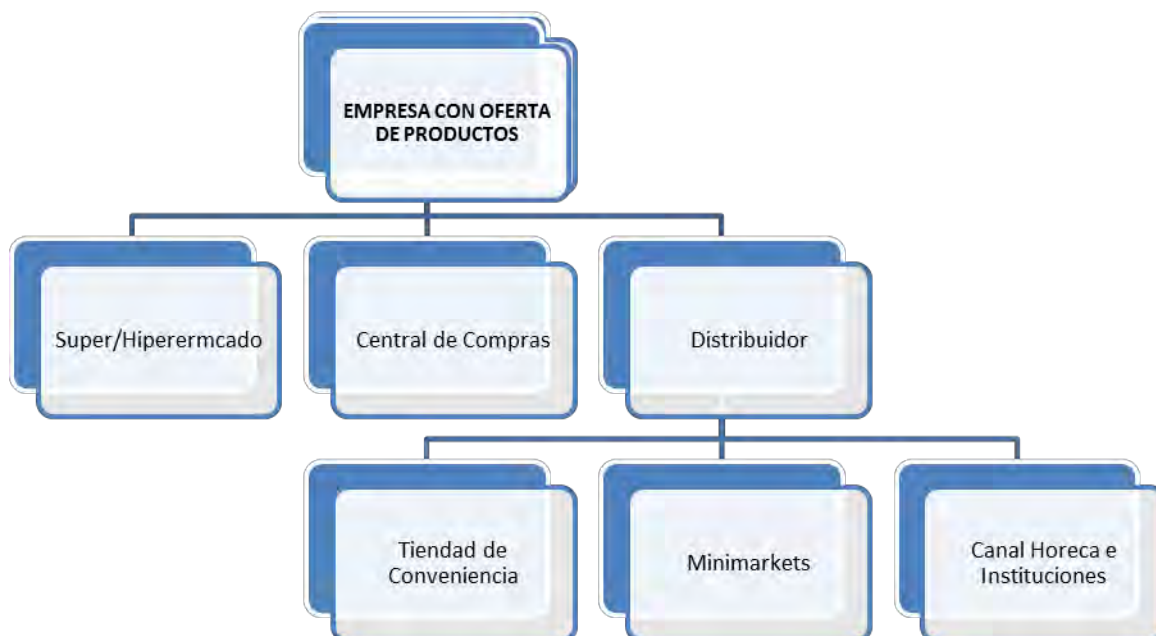 EMPRESA CON OFERTA
DE PRODUCTOS
Super/Hiperermcado
Central de Compras
Distribuidor
Tiendad de
Conveniencia
Minimarkets
Canal Horeca e
Instituciones